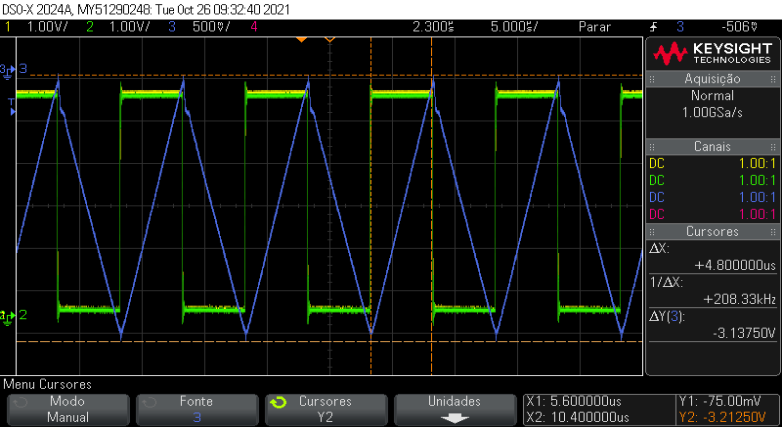 DSO-X 2024A, MY51290248: Tue Oct 26 09:32:40 2021
1 1.00V/ 2 1.00V/ 3 500mV/ 4 2.300s 5.000s/ Parar 3 -506mV
KEYSIGHT
TECHNOLOGIES
Aquisição
Normal
1.00GSa/s
Canais
DC 1.00:1
DC 1.00:1
DC 1.00:1
DC 1.00:1
Cursores
ΔX:
+4.800000us
1/ΔX:
+208.33kHz
ΔY(3):
-3.13750V
3
3
T
2
Menu Cursores
Modo
Manual
Fonte
3
Cursores
Y2
Unidades
X1: 5.600000us
X2: 10.400000us
Y1: -75.00mV
Y2: -3.21250V